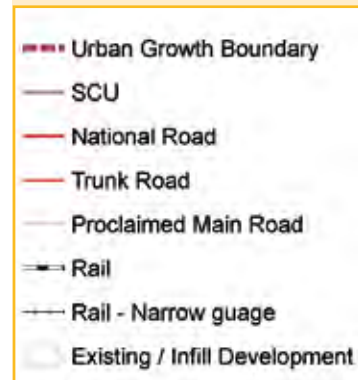 Urban Growth Boundary
SCU
National Road
Trunk Road
Proclaimed Main Road
Rail
Rail - Narrow guage
Existing / Infill Development